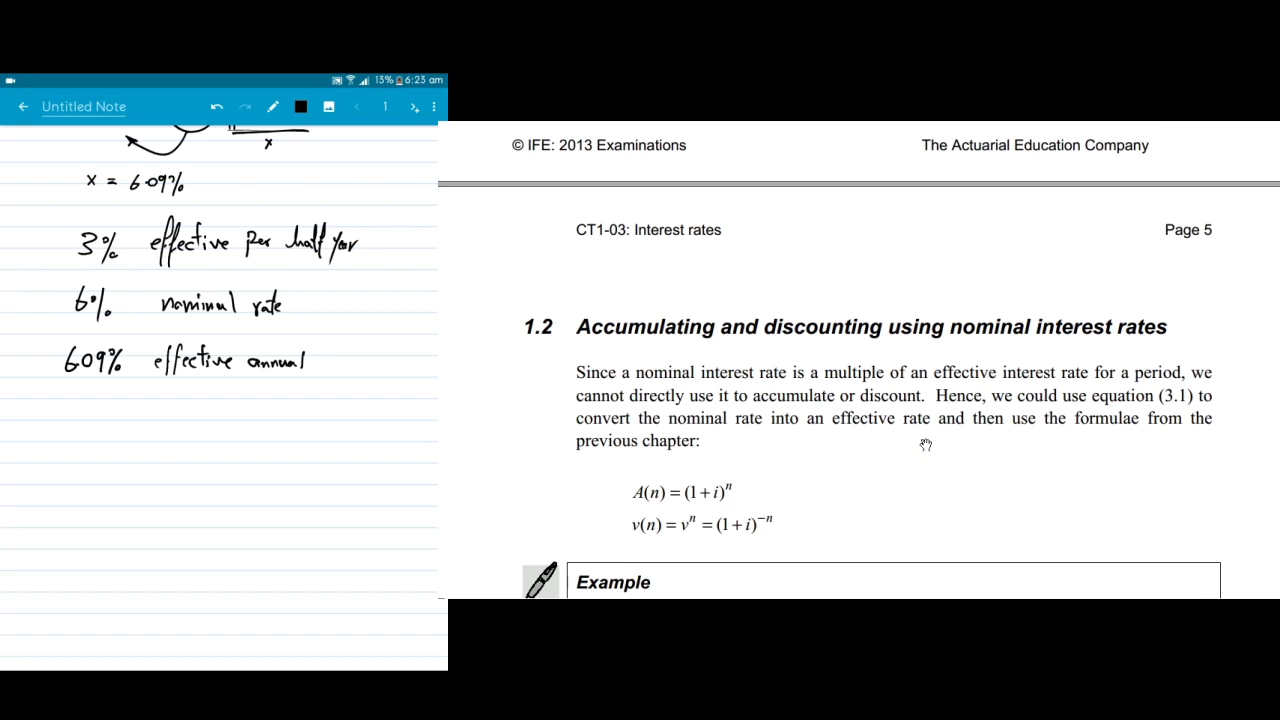 13% 6:23 am
Untitled Note
1
x
x = 6.09%
3% effective per half year
6% nominal rate
6.09% effective annual
© IFE: 2013 Examinations The Actuarial Education Company
CT1-03: Interest rates Page 5
1.2 Accumulating and discounting using nominal interest rates
Since a nominal interest rate is a multiple of an effective interest rate for a period, we
cannot directly use it to accumulate or discount. Hence, we could use equation (3.1) to
convert the nominal rate into an effective rate and then use the formulae from the
previous chapter:
A(n) = (1 + i)ⁿ
v(n) = vⁿ = (1 + i)⁻ⁿ
Example